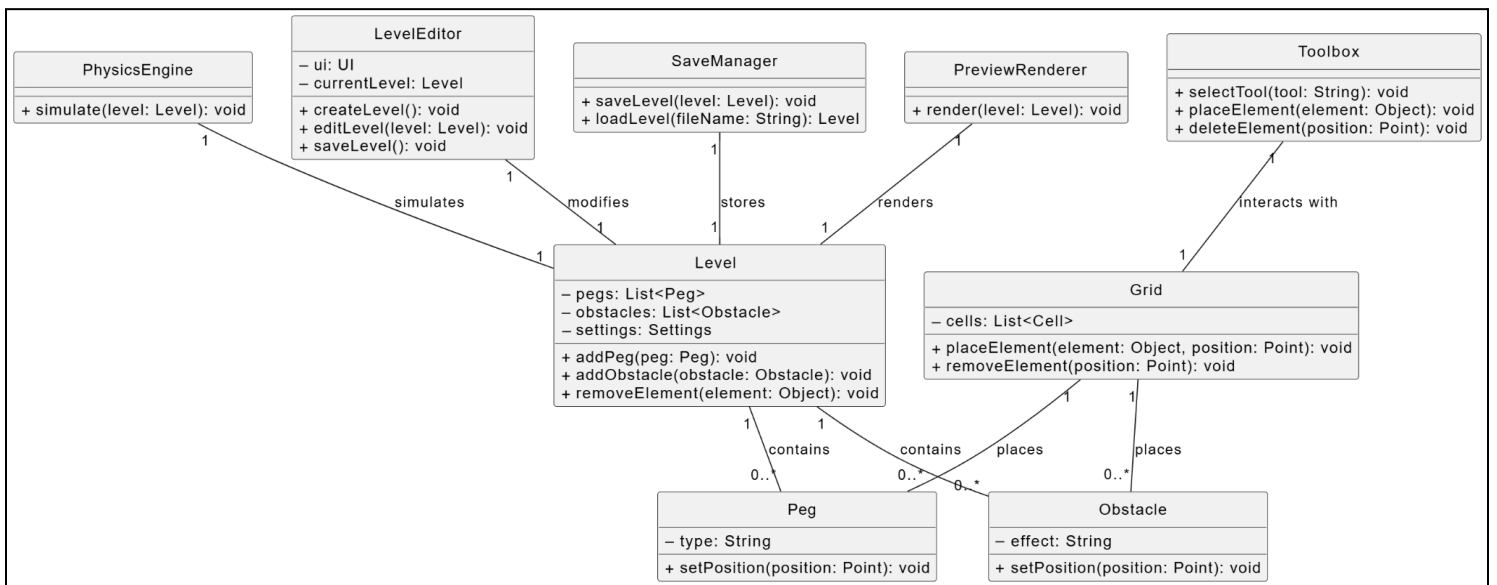 PhysicsEngine
+ simulate(level: Level): void
LevelEditor
– ui: UI
– currentLevel: Level
+ createLevel(): void
+ editLevel(level: Level): void
+ saveLevel(): void
SaveManager
+ saveLevel(level: Level): void
+ loadLevel(fileName: String): Level
PreviewRenderer
+ render(level: Level): void
Toolbox
+ selectTool(tool: String): void
+ placeElement(element: Object): void
+ deleteElement(position: Point): void
1
1
1
1
1
simulates
modifies
stores
renders
interacts with
1
1
1
1
1
Level
– pegs: List<Peg>
– obstacles: List<Obstacle>
– settings: Settings
+ addPeg(peg: Peg): void
+ addObstacle(obstacle: Obstacle): void
+ removeElement(element: Object): void
Grid
– cells: List<Cell>
+ placeElement(element: Object, position: Point): void
+ removeElement(position: Point): void
1
1
1
1
contains
contains
places
places
0..*
0..*
0..*
0..*
Peg
– type: String
+ setPosition(position: Point): void
Obstacle
– effect: String
+ setPosition(position: Point): void